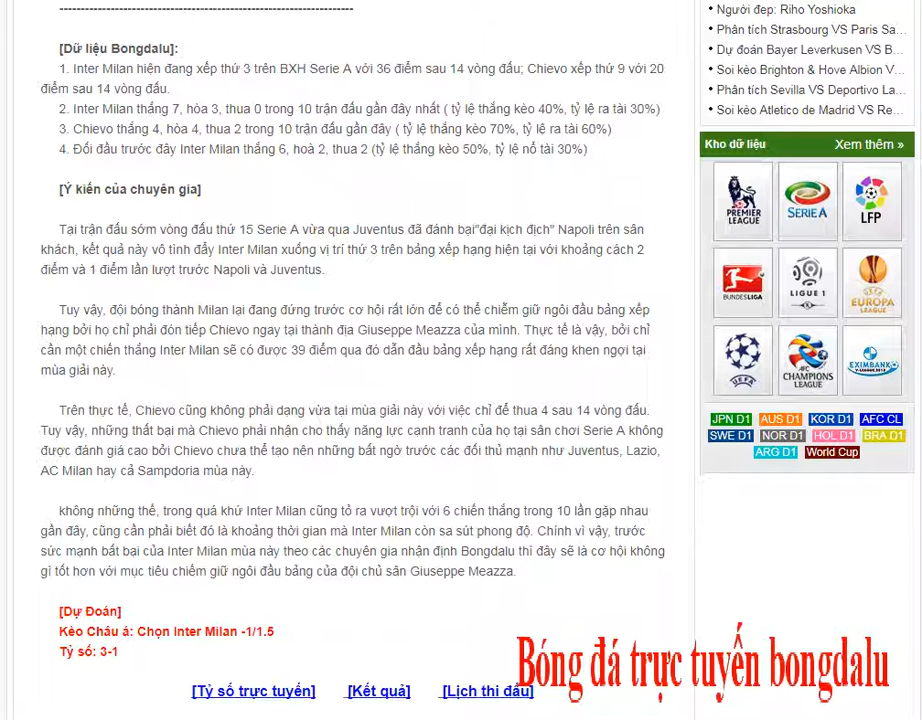 [Dữ liệu Bongdalu]:
1. Inter Milan hiện đang xếp thứ 3 trên BXH Serie A với 36 điểm sau 14 vòng đấu; Chievo xếp thứ 9 với 20
điểm sau 14 vòng đấu.
2. Inter Milan thắng 7, hòa 3, thua 0 trong 10 trận đấu gần đây nhất ( tỷ lệ thắng kèo 40%, tỷ lệ ra tài 30%)
3. Chievo thắng 4, hòa 4, thua 2 trong 10 trận đấu gần đây ( tỷ lệ thắng kèo 70%, tỷ lệ ra tài 60%)
4. Đối đầu trước đây Inter Milan thắng 6, hoà 2, thua 2 (tỷ lệ thắng kèo 50%, tỷ lệ nổ tài 30%)
[Ý kiến của chuyên gia]
Tại trận đấu sớm vòng đấu thứ 15 Serie A vừa qua Juventus đã đánh bại"đại kịch địch" Napoli trên sân
khách, kết quả này vô tình đẩy Inter Milan xuống vị trí thứ 3 trên bảng xếp hạng hiện tại với khoảng cách 2
điểm và 1 điểm lần lượt trước Napoli và Juventus.
Tuy vậy, đội bóng thành Milan lại đang đứng trước cơ hội rất lớn để có thể chiễm giữ ngôi đầu bảng xếp
hạng bởi họ chỉ phải đón tiếp Chievo ngay tại thành địa Giuseppe Meazza của mình. Thực tế là vậy, bởi chỉ
cần một chiến thắng Inter Milan sẽ có được 39 điểm qua đó dẫn đầu bảng xếp hạng rất đáng khen ngợi tại
mùa giải này.
Trên thực tế, Chievo cũng không phải dạng vừa tại mùa giải này với việc chỉ để thua 4 sau 14 vòng đấu.
Tuy vậy, những thất bại mà Chievo phải nhận cho thấy năng lực canh tranh của họ tại sân chơi Serie A không
được đánh giá cao bởi Chievo chưa thể tạo nên những bất ngờ trước các đối thủ mạnh như Juventus, Lazio,
AC Milan hay cả Sampdoria mùa này.
không những thế, trong quá khứ Inter Milan cũng tỏ ra vượt trội với 6 chiến thắng trong 10 lần gặp nhau
gần đây, cũng cần phải biết đó là khoảng thời gian mà Inter Milan còn sa sút phong độ. Chính vì vậy, trước
sức mạnh bất bại của Inter Milan mùa này theo các chuyên gia nhận định Bongdalu thì đây sẽ là cơ hội không
gì tốt hơn với mục tiêu chiếm giữ ngôi đầu bảng của đội chủ sân Giuseppe Meazza.
[Dự Đoán]
Kèo Châu á: Chọn Inter Milan -1/1.5
Tỷ số: 3-1
[Tỷ số trực tuyến] [Kết quả] [Lịch thi đấu]
Người đẹp: Riho Yoshioka
Phân tích Strasbourg VS Paris Sa...
Dự đoán Bayer Leverkusen VS B...
Soi kèo Brighton & Hove Albion V...
Phân tích Sevilla VS Deportivo La...
Soi kèo Atletico de Madrid VS Re...
Kho dữ liệu Xem thêm »
PREMIER LEAGUE
SERIE A
LFP
BUNDESLIGA
LIGUE 1
EUROPA LEAGUE
UEFA
AFC CHAMPIONS LEAGUE
EXIMBANK
JPN D1 AUS D1 KOR D1 AFC CL
SWE D1 NOR D1 HOL D1 BRA D1
ARG D1 World Cup
Bóng đá trực tuyến bongdalu